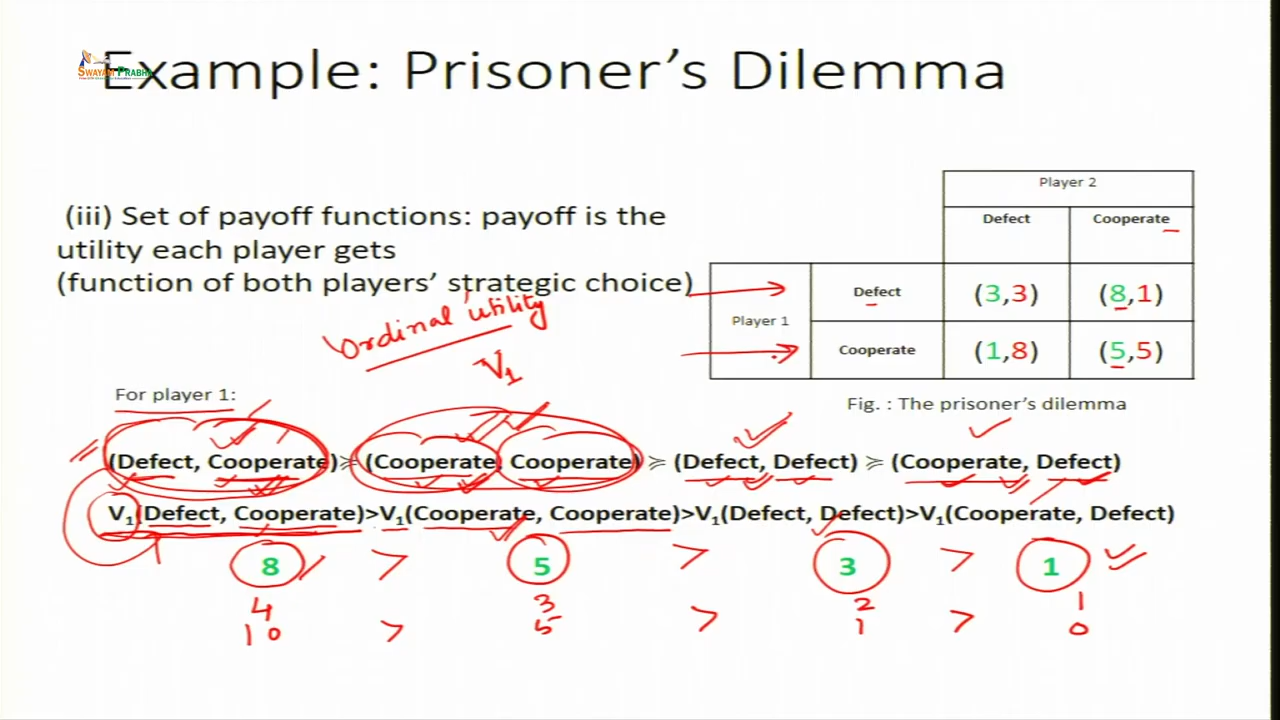 SWAYAM PRABHA
Example: Prisoner's Dilemma
(iii) Set of payoff functions: payoff is the
utility each player gets
(function of both players' strategic choice)
ordinal utility
V1
Player 2
Defect Cooperate
Player 1
Defect (3,3) (8,1)
Cooperate (1,8) (5,5)
Fig. : The prisoner's dilemma
For player 1:
(Defect, Cooperate) ≽ (Cooperate, Cooperate) ≽ (Defect, Defect) ≽ (Cooperate, Defect)
V1(Defect, Cooperate)>V1(Cooperate, Cooperate)>V1(Defect, Defect)>V1(Cooperate, Defect)
8 > 5 > 3 > 1
4 3 2 1
10 > 5 > 1 > 0